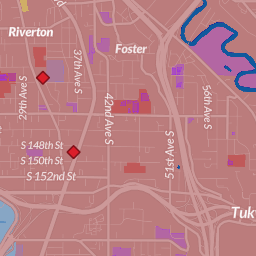 Riverton
Foster
37th Ave S
29th Ave S
42nd Ave S
56th Ave S
51st Ave S
S 148th St
S 150th St
S 152nd St
Tuk